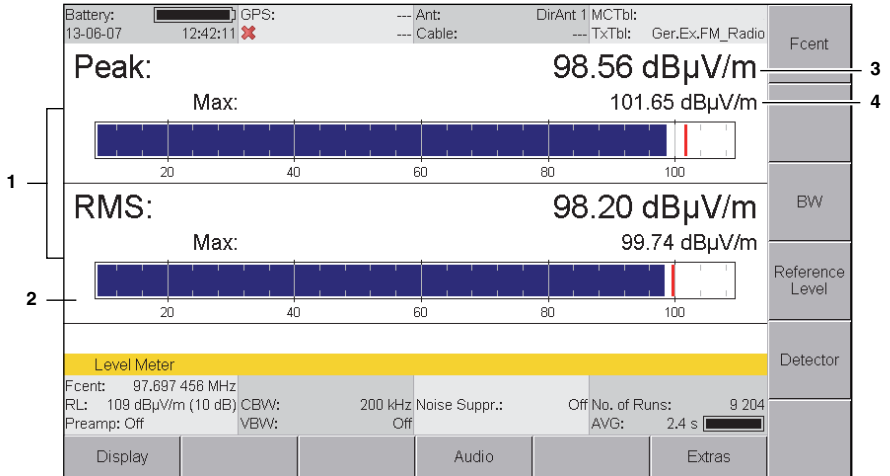 Battery: GPS: --- Ant: DirAnt 1 MCTbl:
13-06-07 12:42:11 --- Cable: --- TxTbl: Ger.Ex.FM_Radio
Fcent
Peak: 98.56 dBµV/m 3
Max: 101.65 dBµV/m 4
20 40 60 80 100
1
RMS: 98.20 dBµV/m
BW
Max: 99.74 dBµV/m
Reference
Level
2
20 40 60 80 100
Level Meter
Detector
Fcent: 97.697 456 MHz
RL: 109 dBµV/m (10 dB) CBW: 200 kHz Noise Suppr.: Off No. of Runs: 9 204
Preamp: Off VBW: Off AVG: 2.4 s
Display Audio Extras